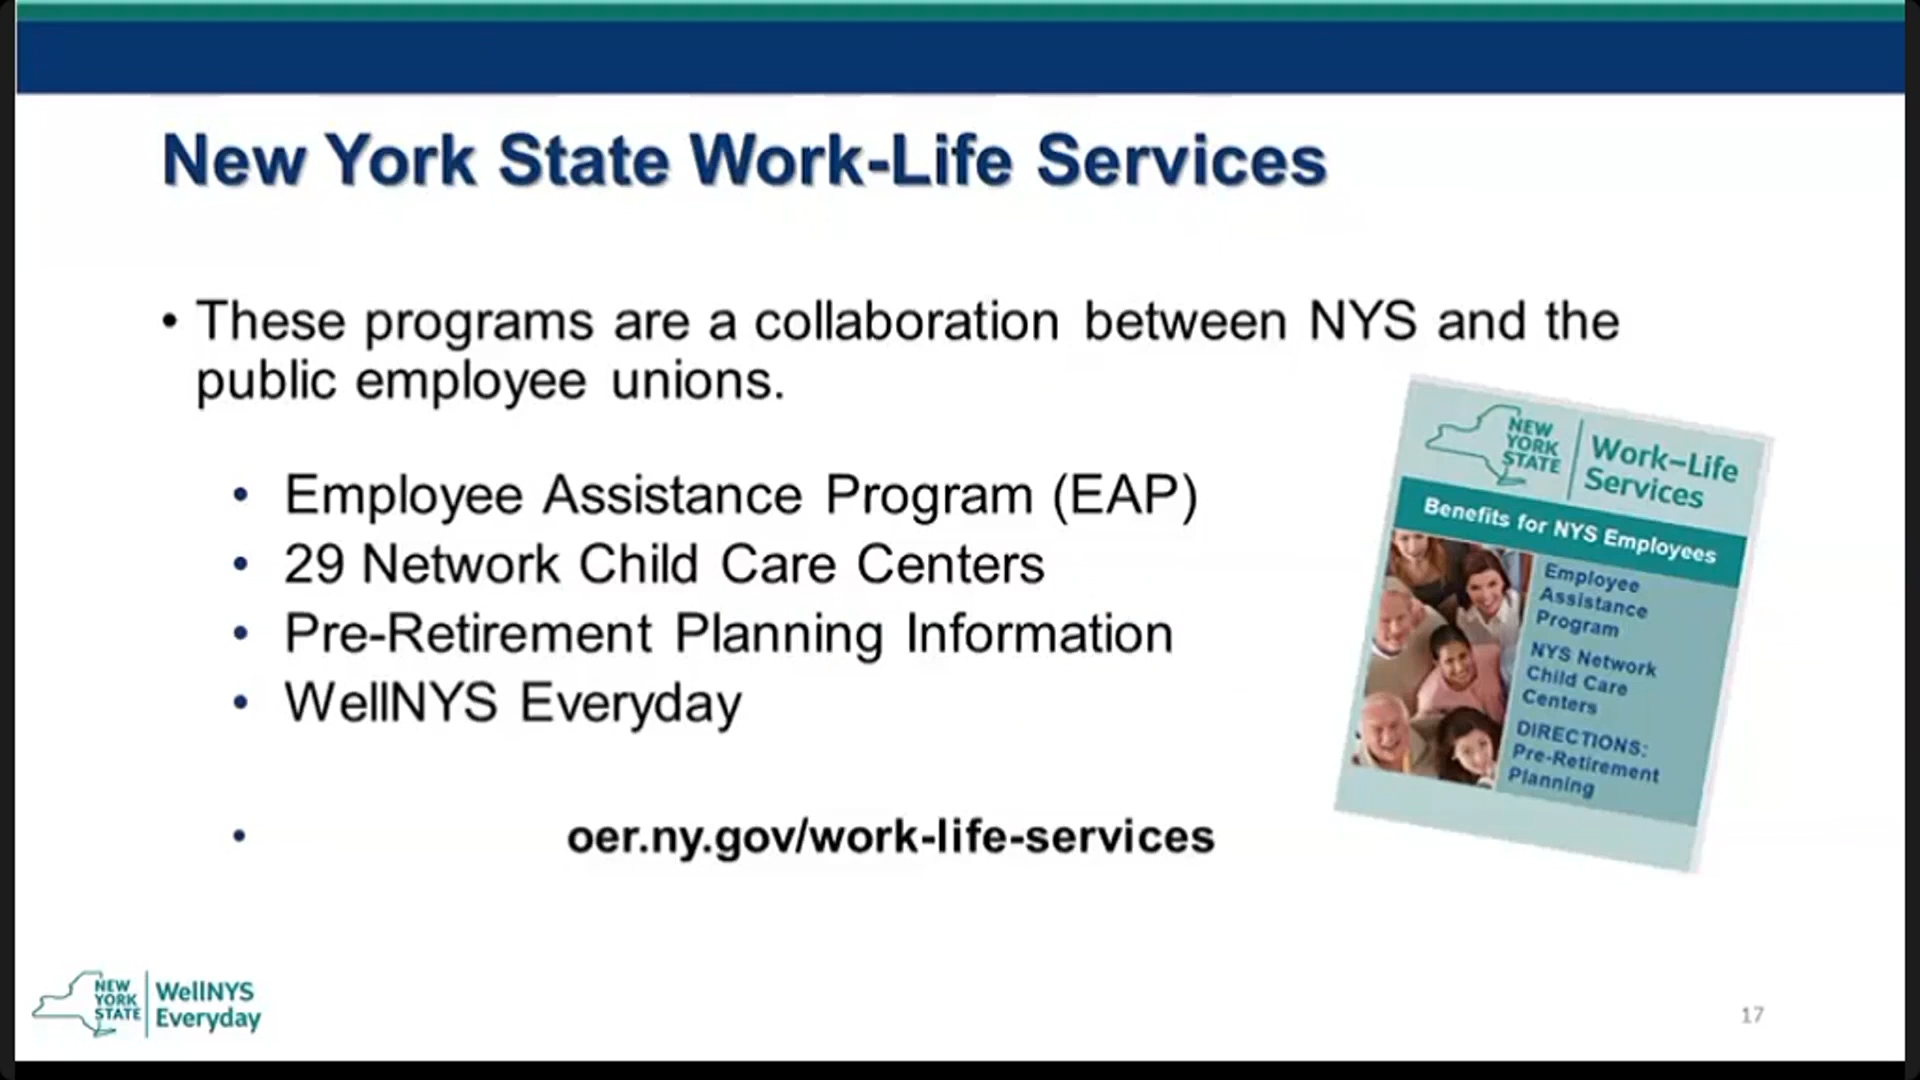 New York State Work-Life Services
• These programs are a collaboration between NYS and the
public employee unions.
• Employee Assistance Program (EAP)
• 29 Network Child Care Centers
• Pre-Retirement Planning Information
• WellNYS Everyday
• oer.ny.gov/work-life-services
NEW
YORK
STATE
Work-Life
Services
Benefits for NYS Employees
Employee
Assistance
Program
NYS Network
Child Care
Centers
DIRECTIONS:
Pre-Retirement
Planning
NEW
YORK
STATE
WellNYS
Everyday
17